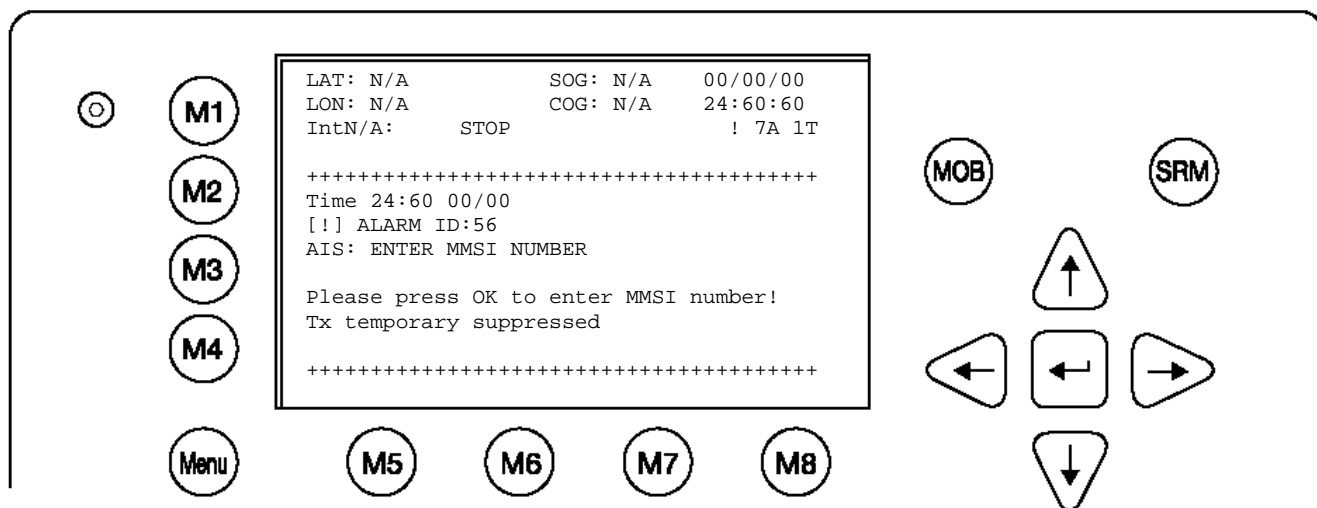 LAT: N/A SOG: N/A 00/00/00
LON: N/A COG: N/A 24:60:60
IntN/A: STOP ! 7A 1T
++++++++++++++++++++++++++++++++++++++++
Time 24:60 00/00
[!] ALARM ID:56
AIS: ENTER MMSI NUMBER
Please press OK to enter MMSI number!
Tx temporary suppressed
++++++++++++++++++++++++++++++++++++++++
M1
M2
M3
M4
MOB
SRM
Menu
M5
M6
M7
M8